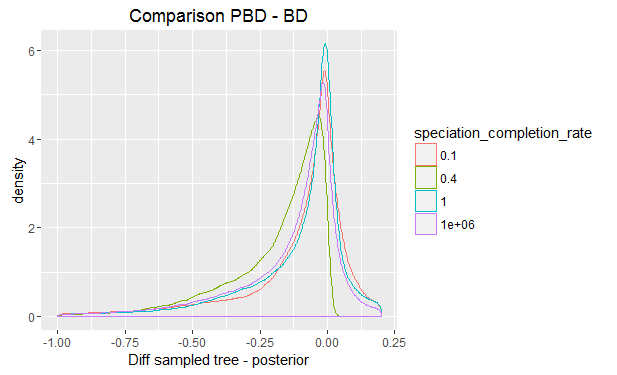 Comparison PBD - BD
density
6
4
2
0
-1.00
-0.75
-0.50
-0.25
0.00
0.25
Diff sampled tree - posterior
speciation_completion_rate
0.1
0.4
1
1e+06